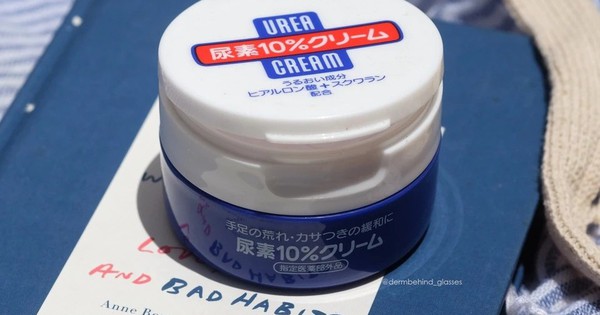 UREA
尿素10%クリーム
CREAM
うるおい成分
ヒアルロン酸+スクワラン
配合
手足の荒れ・カサつきの緩和に
尿素10%クリーム
指定医薬部外品
@dermbehind_glasses
AND BAD HABITS
Anne